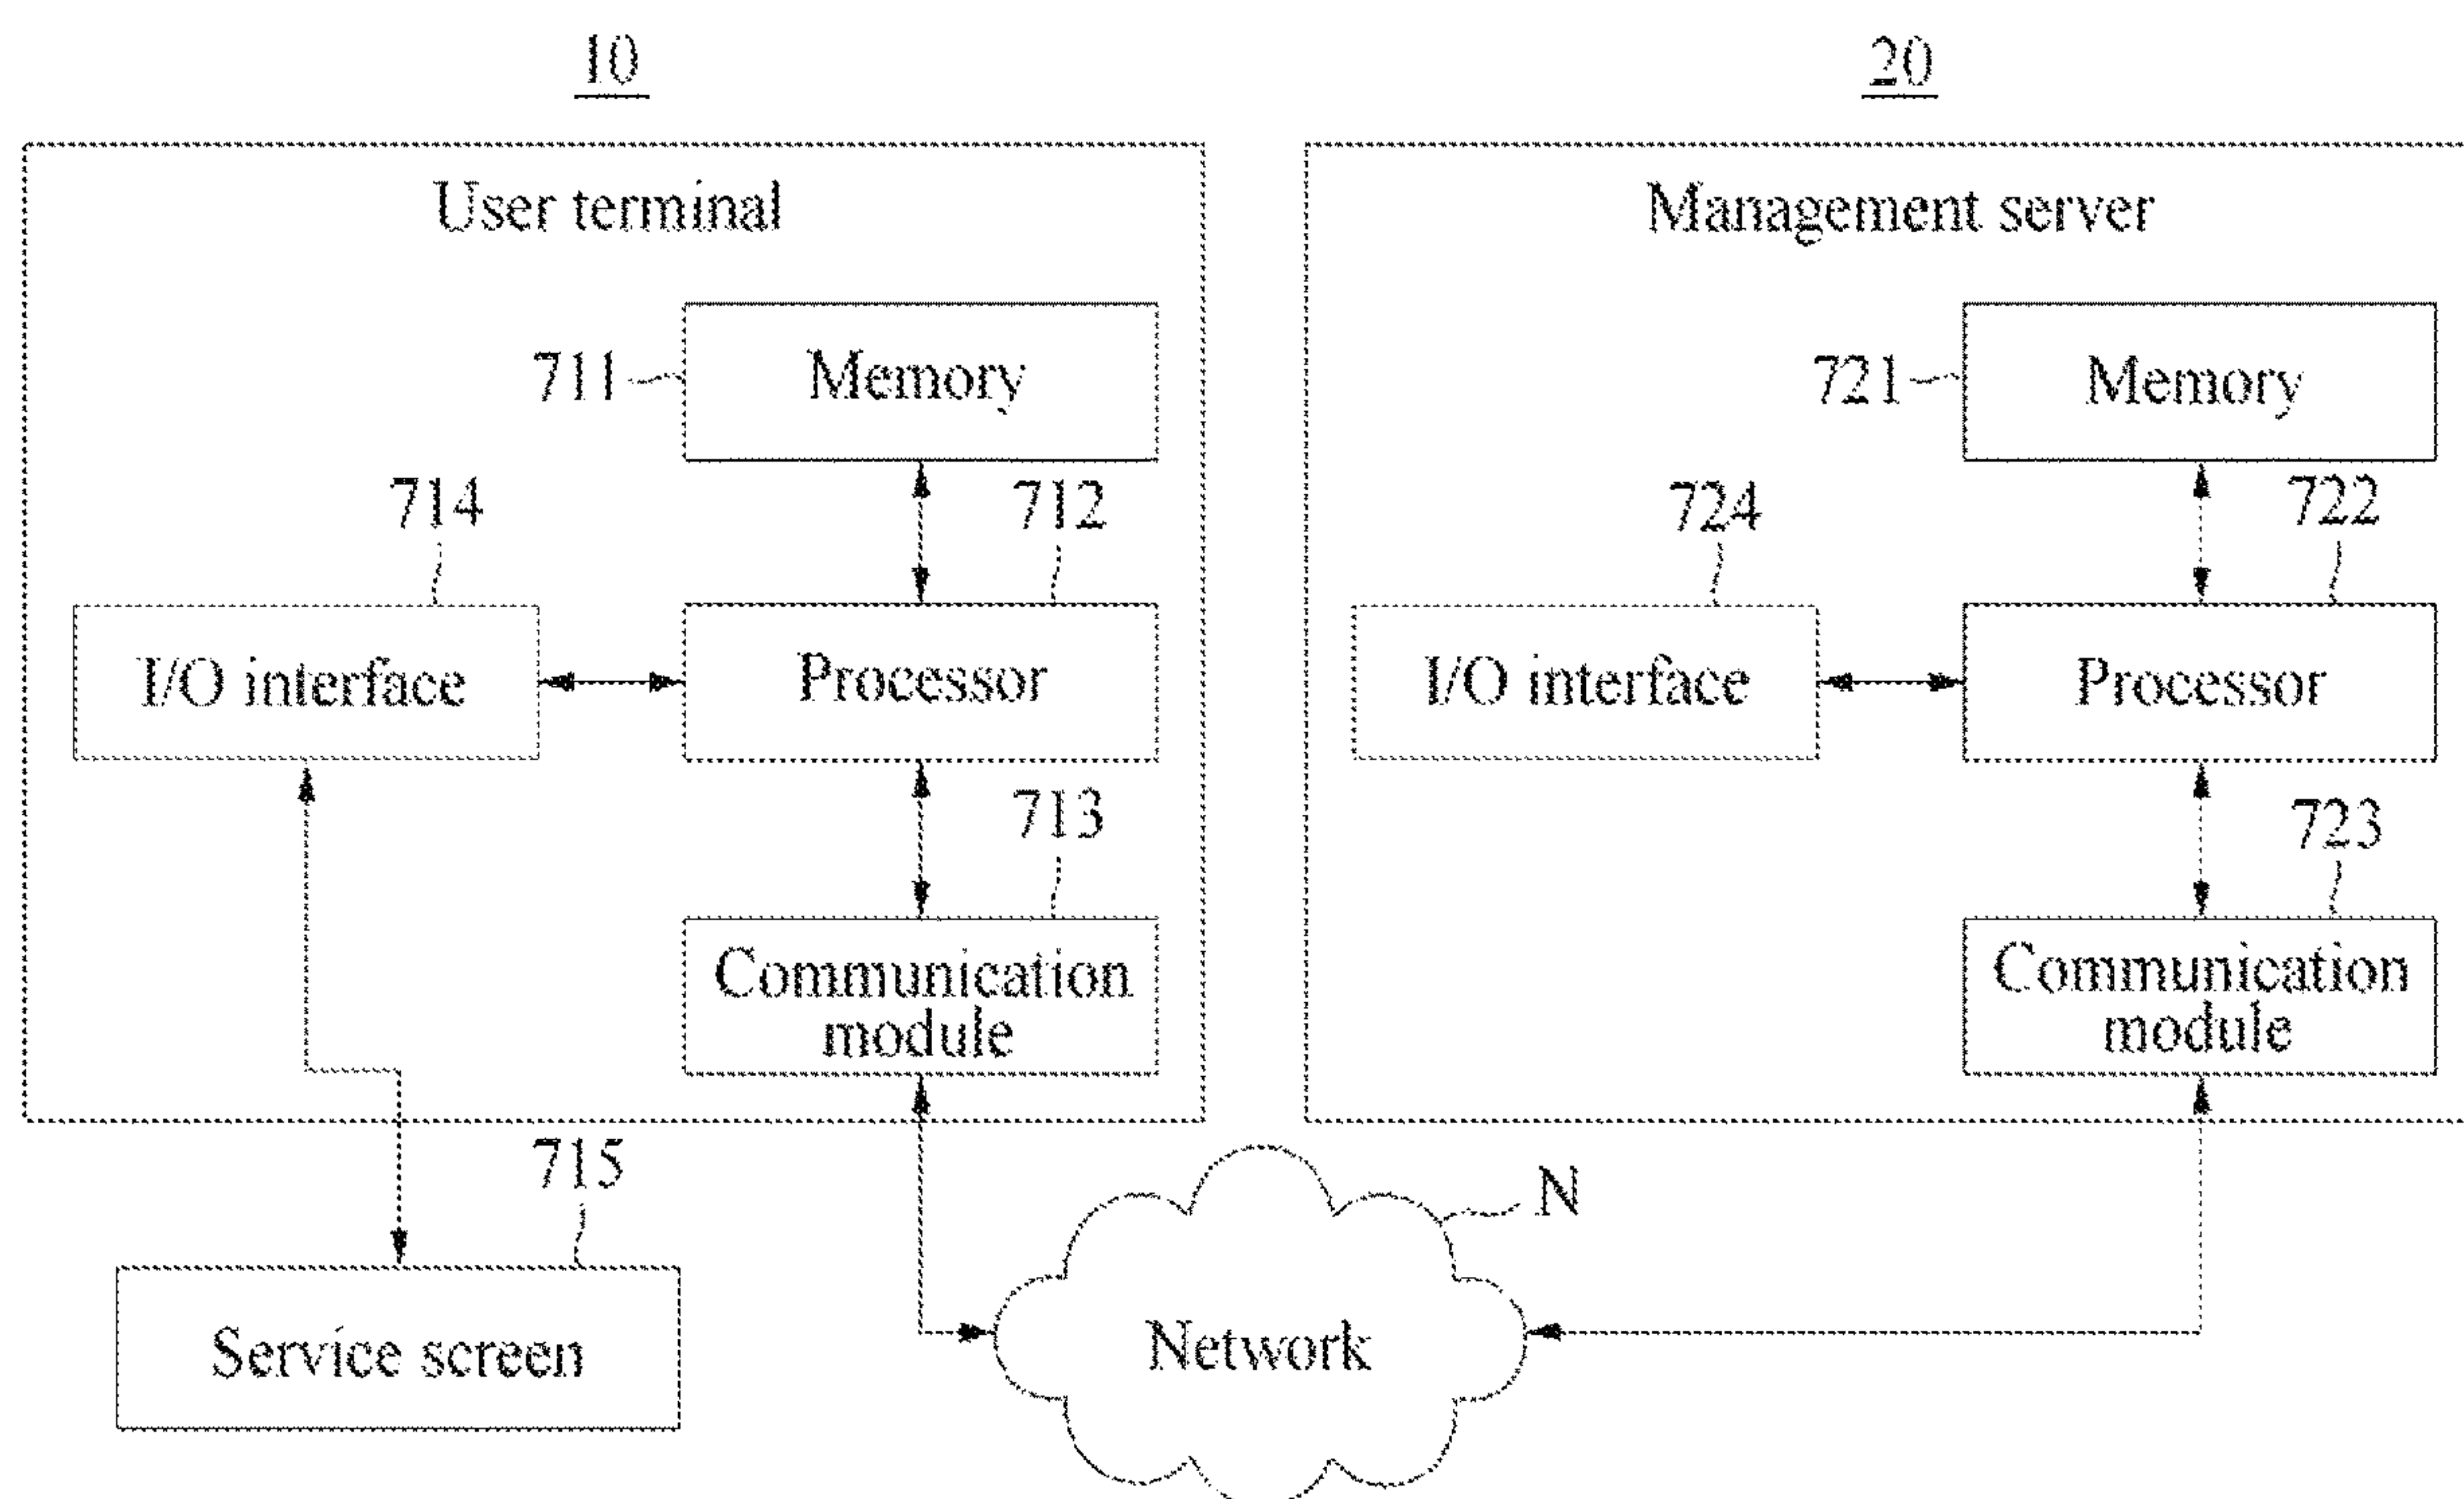 10
20
User terminal
Management server
711
Memory
721
Memory
714
712
724
722
I/O interface
Processor
I/O interface
Processor
713
723
Communication
module
Communication
module
715
N
Service screen
Network